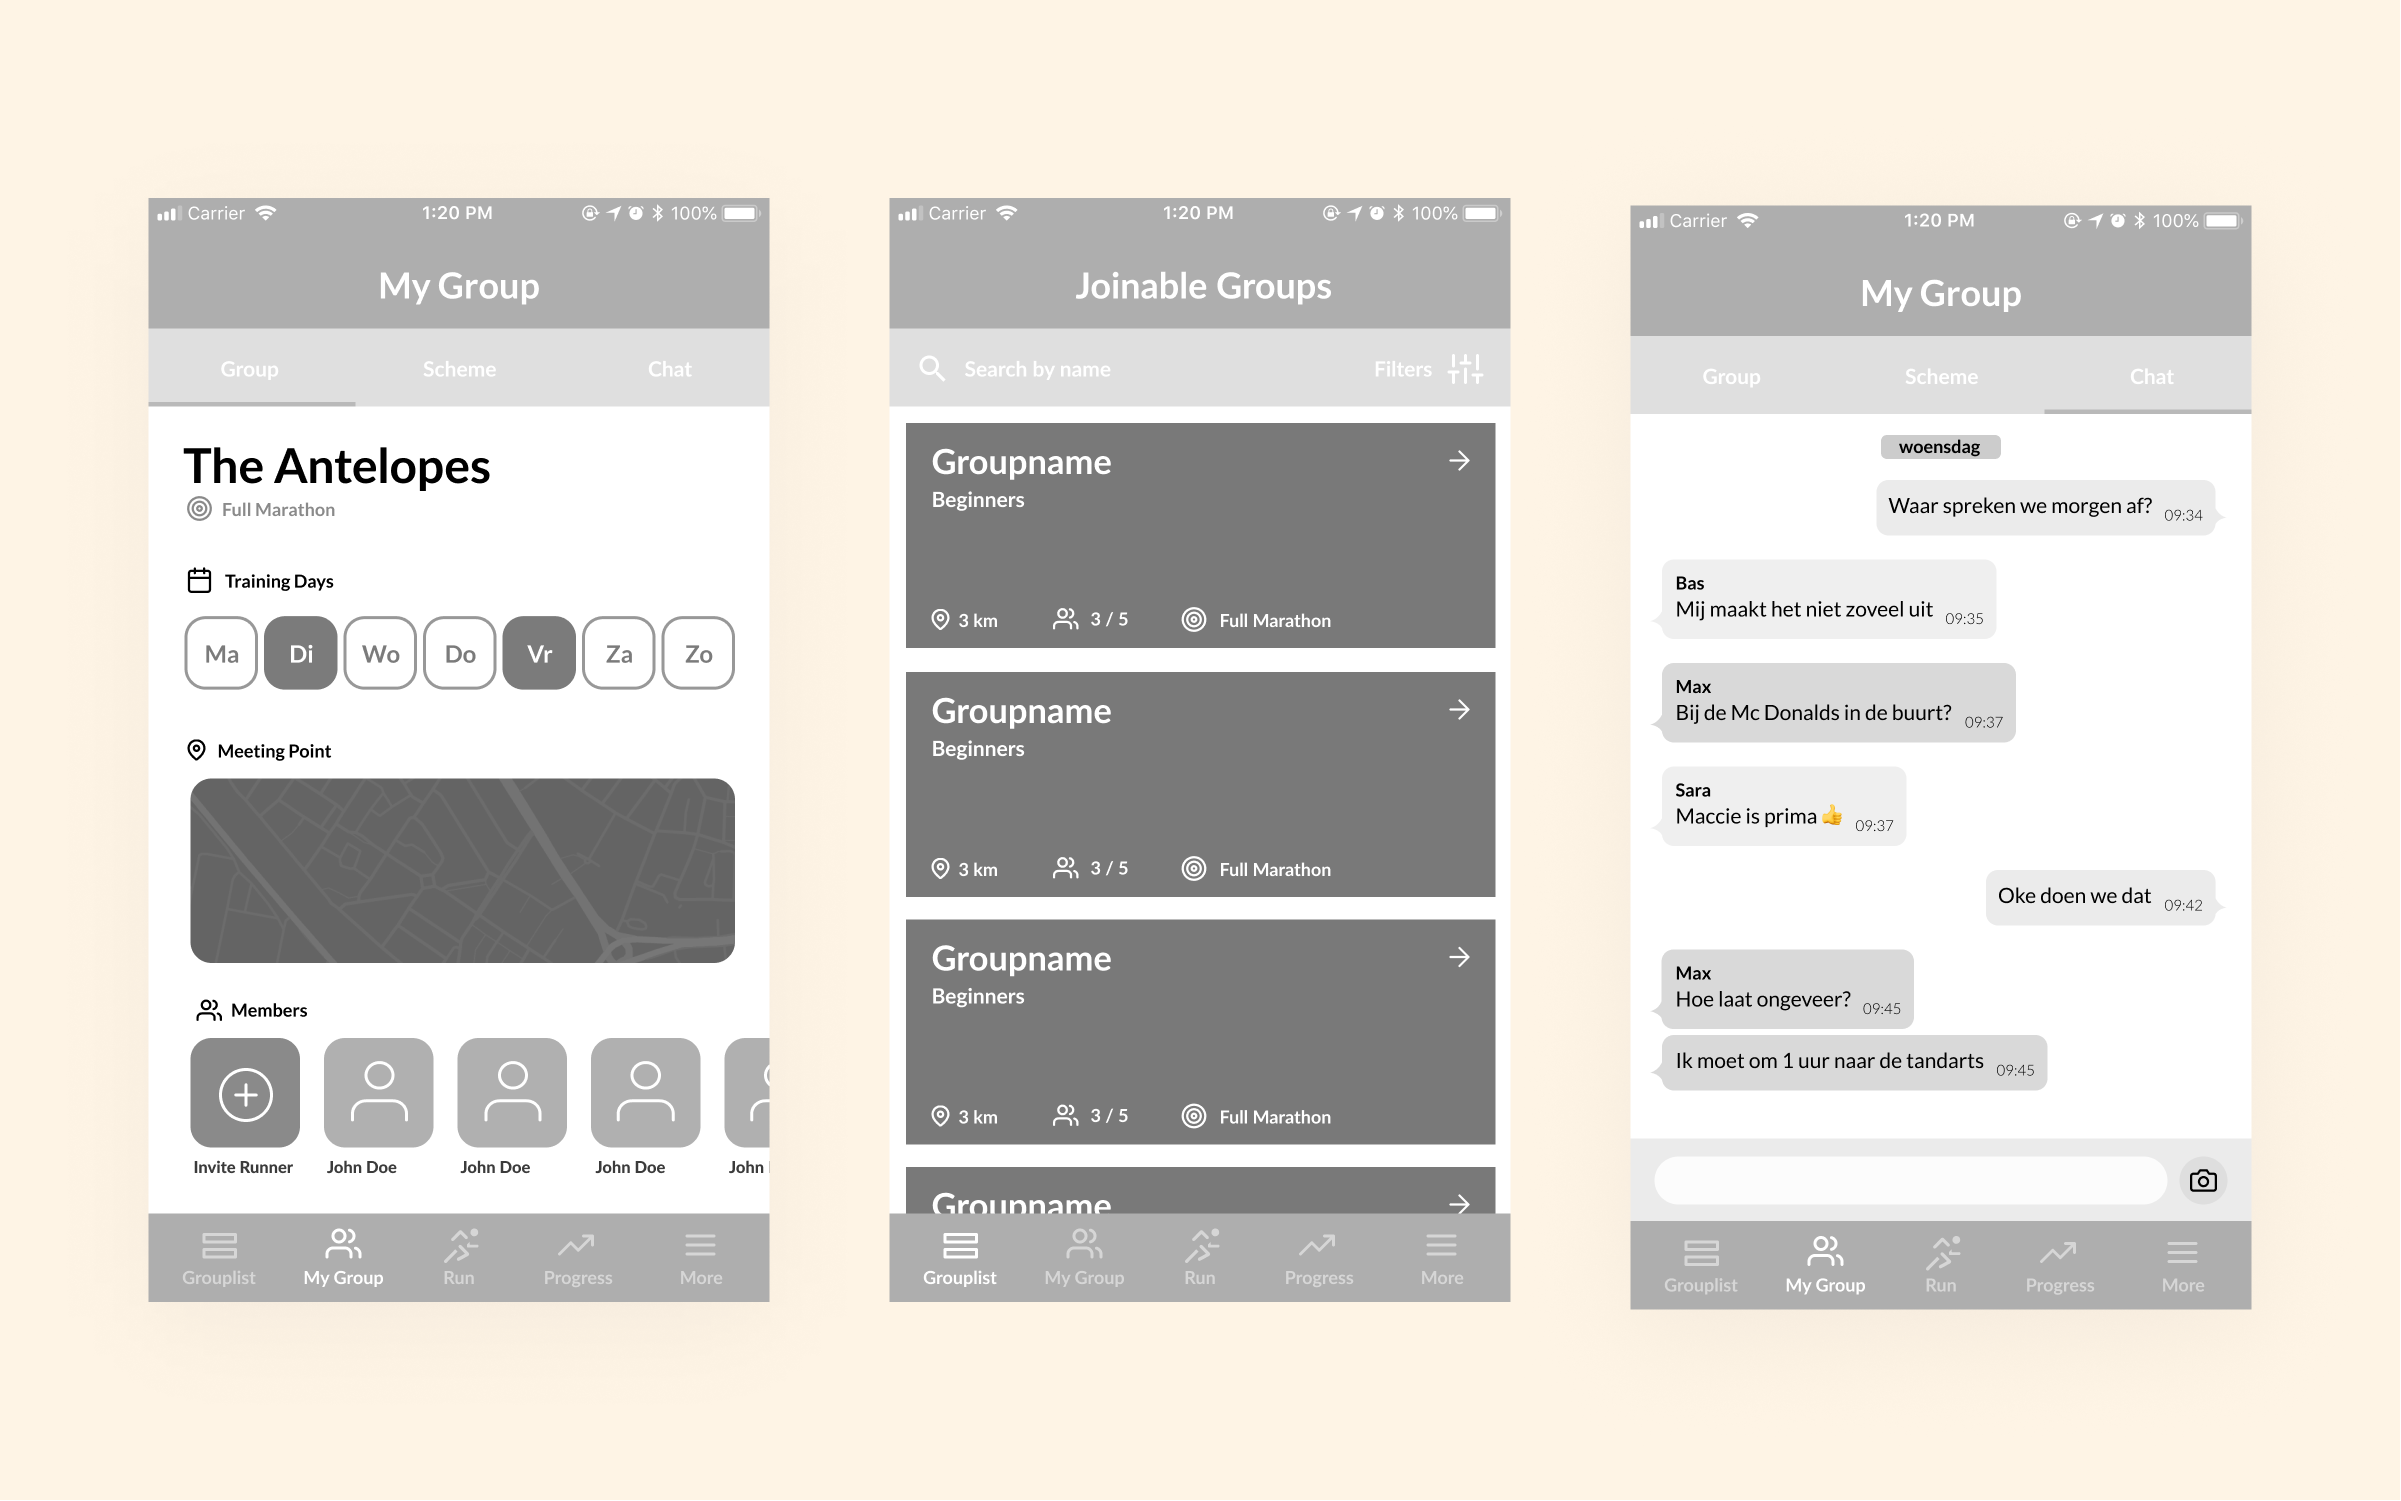 Carrier 1:20 PM 100%
My Group
Group Scheme Chat
The Antelopes
Full Marathon
Training Days
Ma Di Wo Do Vr Za Zo
Meeting Point
Members
Invite Runner John Doe John Doe John Doe John
Grouplist My Group Run Progress More
Carrier 1:20 PM 100%
Joinable Groups
Search by name Filters
Groupname
Beginners
3 km 3 / 5 Full Marathon
Groupname
Beginners
3 km 3 / 5 Full Marathon
Groupname
Beginners
3 km 3 / 5 Full Marathon
Groupname
Grouplist My Group Run Progress More
Carrier 1:20 PM 100%
My Group
Group Scheme Chat
woensdag
Waar spreken we morgen af? 09:34
Bas
Mij maakt het niet zoveel uit 09:35
Max
Bij de Mc Donalds in de buurt? 09:37
Sara
Maccie is prima 👍 09:37
Oke doen we dat 09:42
Max
Hoe laat ongeveer? 09:45
Ik moet om 1 uur naar de tandarts 09:45
Grouplist My Group Run Progress More